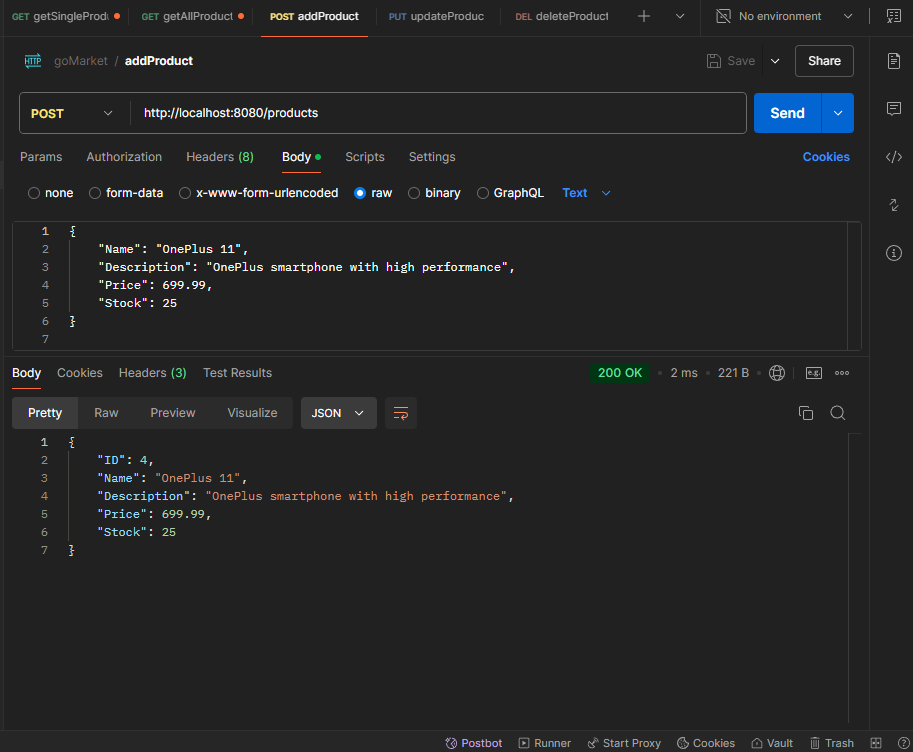 GET getSingleProdu GET getAllProduct POST addProduct PUT updateProduc DEL deleteProduct No environment
HTTP goMarket / addProduct Save Share
POST http://localhost:8080/products Send
Params Authorization Headers (8) Body Scripts Settings Cookies
none form-data x-www-form-urlencoded raw binary GraphQL Text
1 {
2 "Name": "OnePlus 11",
3 "Description": "OnePlus smartphone with high performance",
4 "Price": 699.99,
5 "Stock": 25
6 }
7
Body Cookies Headers (3) Test Results 200 OK • 2 ms • 221 B • e.g.
Pretty Raw Preview Visualize JSON
1 {
2 "ID": 4,
3 "Name": "OnePlus 11",
4 "Description": "OnePlus smartphone with high performance",
5 "Price": 699.99,
6 "Stock": 25
7 }
Postbot Runner Start Proxy Cookies Vault Trash